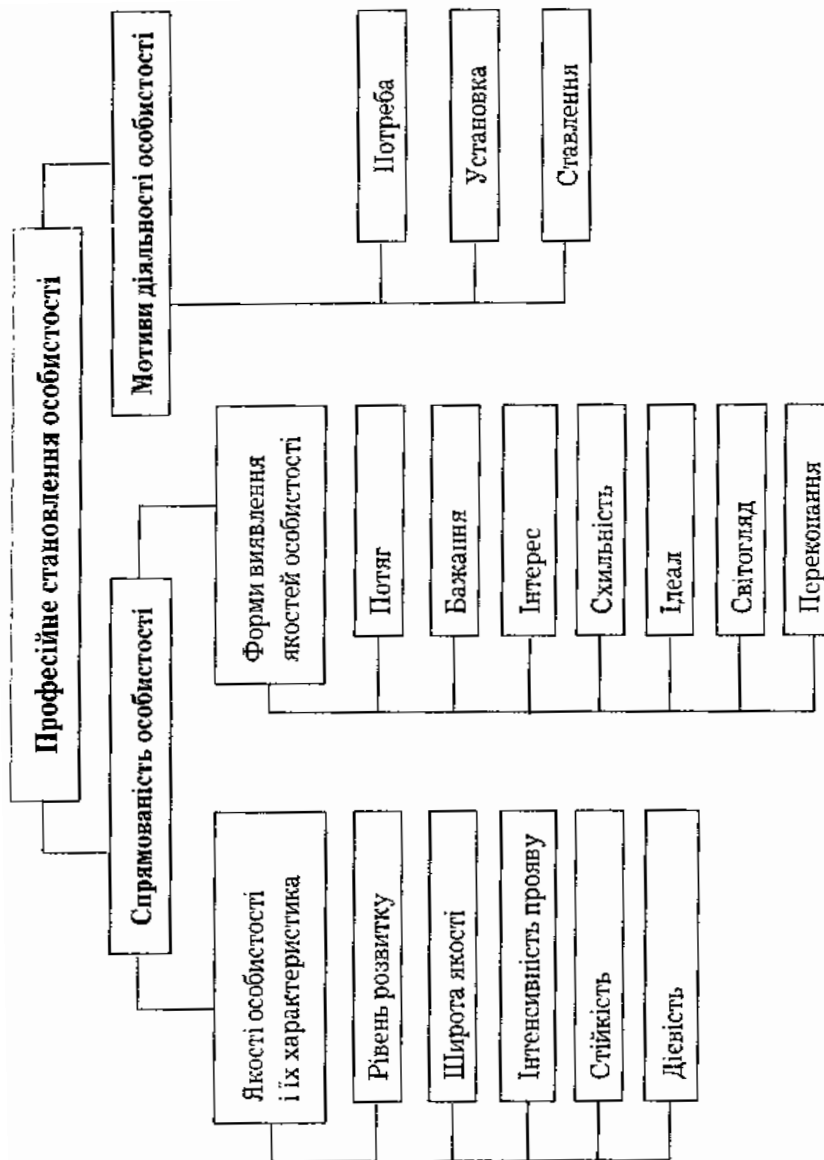 Професійне становлення особистості
Спрямованість особистості
Мотиви діяльності особистості
Якості особистості
і їх характеристика
Рівень розвитку
Широта якості
Інтенсивність прояву
Стійкість
Дієвість
Форми виявлення
якостей особистості
Потяг
Бажання
Інтерес
Схильність
Ідеал
Світогляд
Переконання
Потреба
Установка
Ставлення